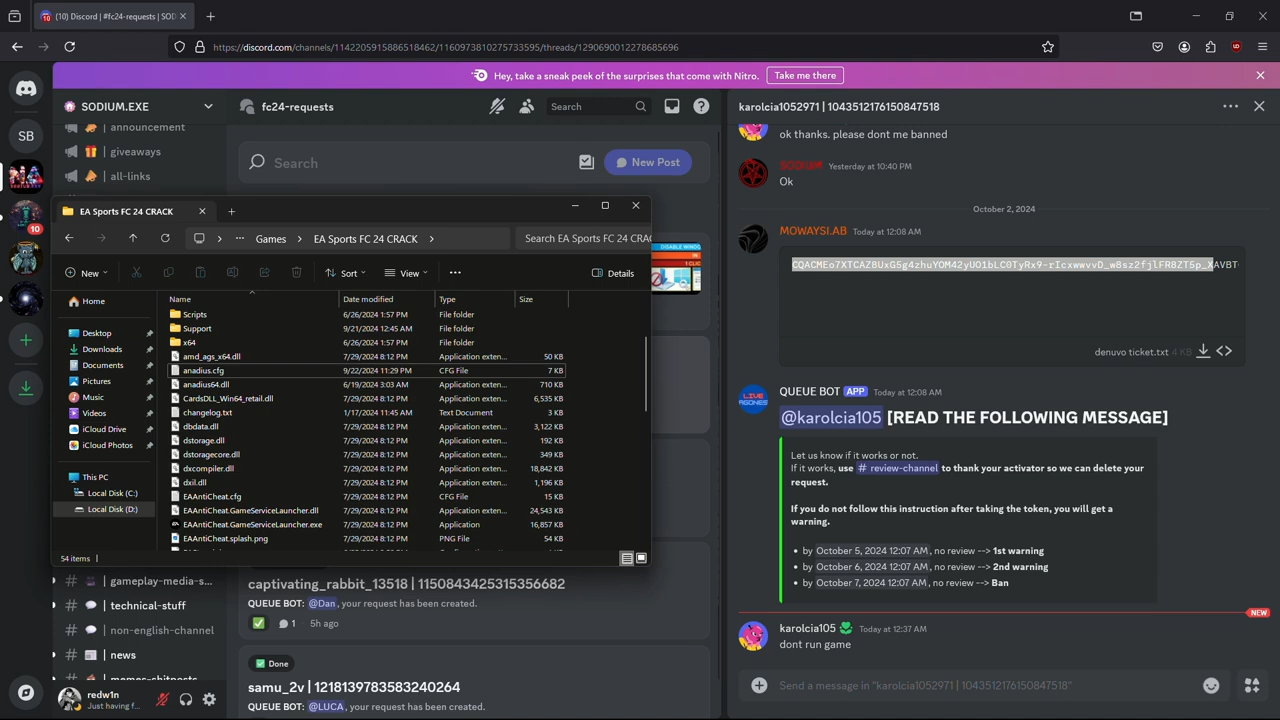 (10) Discord | #fc24-requests | SOD
https://discord.com/channels/1142205915886518462/1160973810275733595/threads/1290690012278685696
Hey, take a sneak peek of the surprises that come with Nitro.
Take me there
SB
10
SODIUM.EXE
| announcement
| giveaways
| all-links
fc24-requests
Search
Search
New Post
DISABLE WINDO
1 CLIC
EA Sports FC 24 CRACK
Games
EA Sports FC 24 CRACK
Search EA Sports FC 24 CRA
New
Sort
View
Details
Home
Desktop
Downloads
Documents
Pictures
Music
Videos
iCloud Drive
iCloud Photos
This PC
Local Disk (C:)
Local Disk (D:)
Name Date modified Type Size
Scripts 6/26/2024 1:57 PM File folder
Support 9/21/2024 12:45 AM File folder
x64 6/26/2024 1:57 PM File folder
amd_ags_x64.dll 7/29/2024 8:12 PM Application exten... 50 KB
anadius.cfg 9/22/2024 11:29 PM CFG File 7 KB
anadius64.dll 6/19/2024 3:03 AM Application exten... 710 KB
CardsDLL_Win64_retail.dll 7/29/2024 8:12 PM Application exten... 6,535 KB
changelog.txt 1/17/2024 11:45 AM Text Document 3 KB
dbdata.dll 7/29/2024 8:12 PM Application exten... 3,122 KB
dstorage.dll 7/29/2024 8:12 PM Application exten... 192 KB
dstoragecore.dll 7/29/2024 8:12 PM Application exten... 349 KB
dxcompiler.dll 7/29/2024 8:12 PM Application exten... 18,842 KB
dxil.dll 7/29/2024 8:12 PM Application exten... 1,196 KB
EAAntiCheat.cfg 7/29/2024 8:12 PM CFG File 15 KB
EAAntiCheat.GameServiceLauncher.dll 7/29/2024 8:12 PM Application exten... 24,543 KB
EAAntiCheat.GameServiceLauncher.exe 7/29/2024 8:12 PM Application 16,857 KB
EAAntiCheat.splash.png 7/29/2024 8:12 PM PNG File 54 KB
54 items
| gameplay-media-s...
| technical-stuff
| non-english-channel
| news
| memes-shitposts
redw1n
Just having f...
captivating_rabbit_13518 | 1150843425315356682
QUEUE BOT: @Dan, your request has been created.
1 5h ago
Done
samu_2v | 1218139783583240264
QUEUE BOT: @LUCA, your request has been created.
karolcia1052971 | 1043512176150847518
ok thanks. please dont me banned
SODIUM Yesterday at 10:40 PM
Ok
October 2, 2024
MOWAYSI.AB Today at 12:08 AM
CQACMEo7XTCAZBUxG5g4zhuYOM42yUO1bLC0TyRx9-rIcxwwvvD_w8sz2fjlFR8ZT5p_XAVBT
denuvo ticket.txt 4 KB
QUEUE BOT APP Today at 12:08 AM
@karolcia105 [READ THE FOLLOWING MESSAGE]
Let us know if it works or not.
If it works, use # review-channel to thank your activator so we can delete your
request.
If you do not follow this instruction after taking the token, you will get a
warning.
• by October 5, 2024 12:07 AM, no review --> 1st warning
• by October 6, 2024 12:07 AM, no review --> 2nd warning
• by October 7, 2024 12:07 AM, no review --> Ban
NEW
karolcia105 Today at 12:37 AM
dont run game
Send a message in "karolcia1052971 | 1043512176150847518"